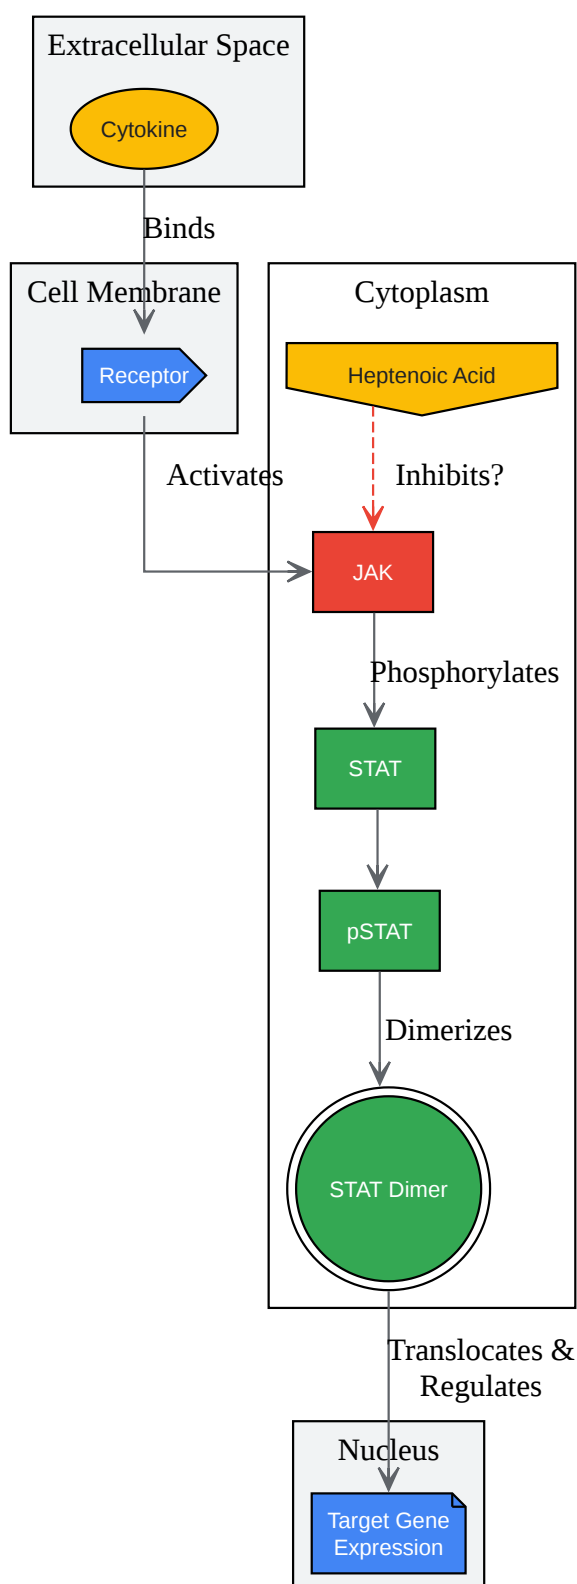 Extracellular Space
Cytokine
Binds
Cell Membrane
Receptor
Activates
Cytoplasm
Heptenoic Acid
Inhibits?
JAK
Phosphorylates
STAT
pSTAT
Dimerizes
STAT Dimer
Translocates &
Regulates
Nucleus
Target Gene
Expression